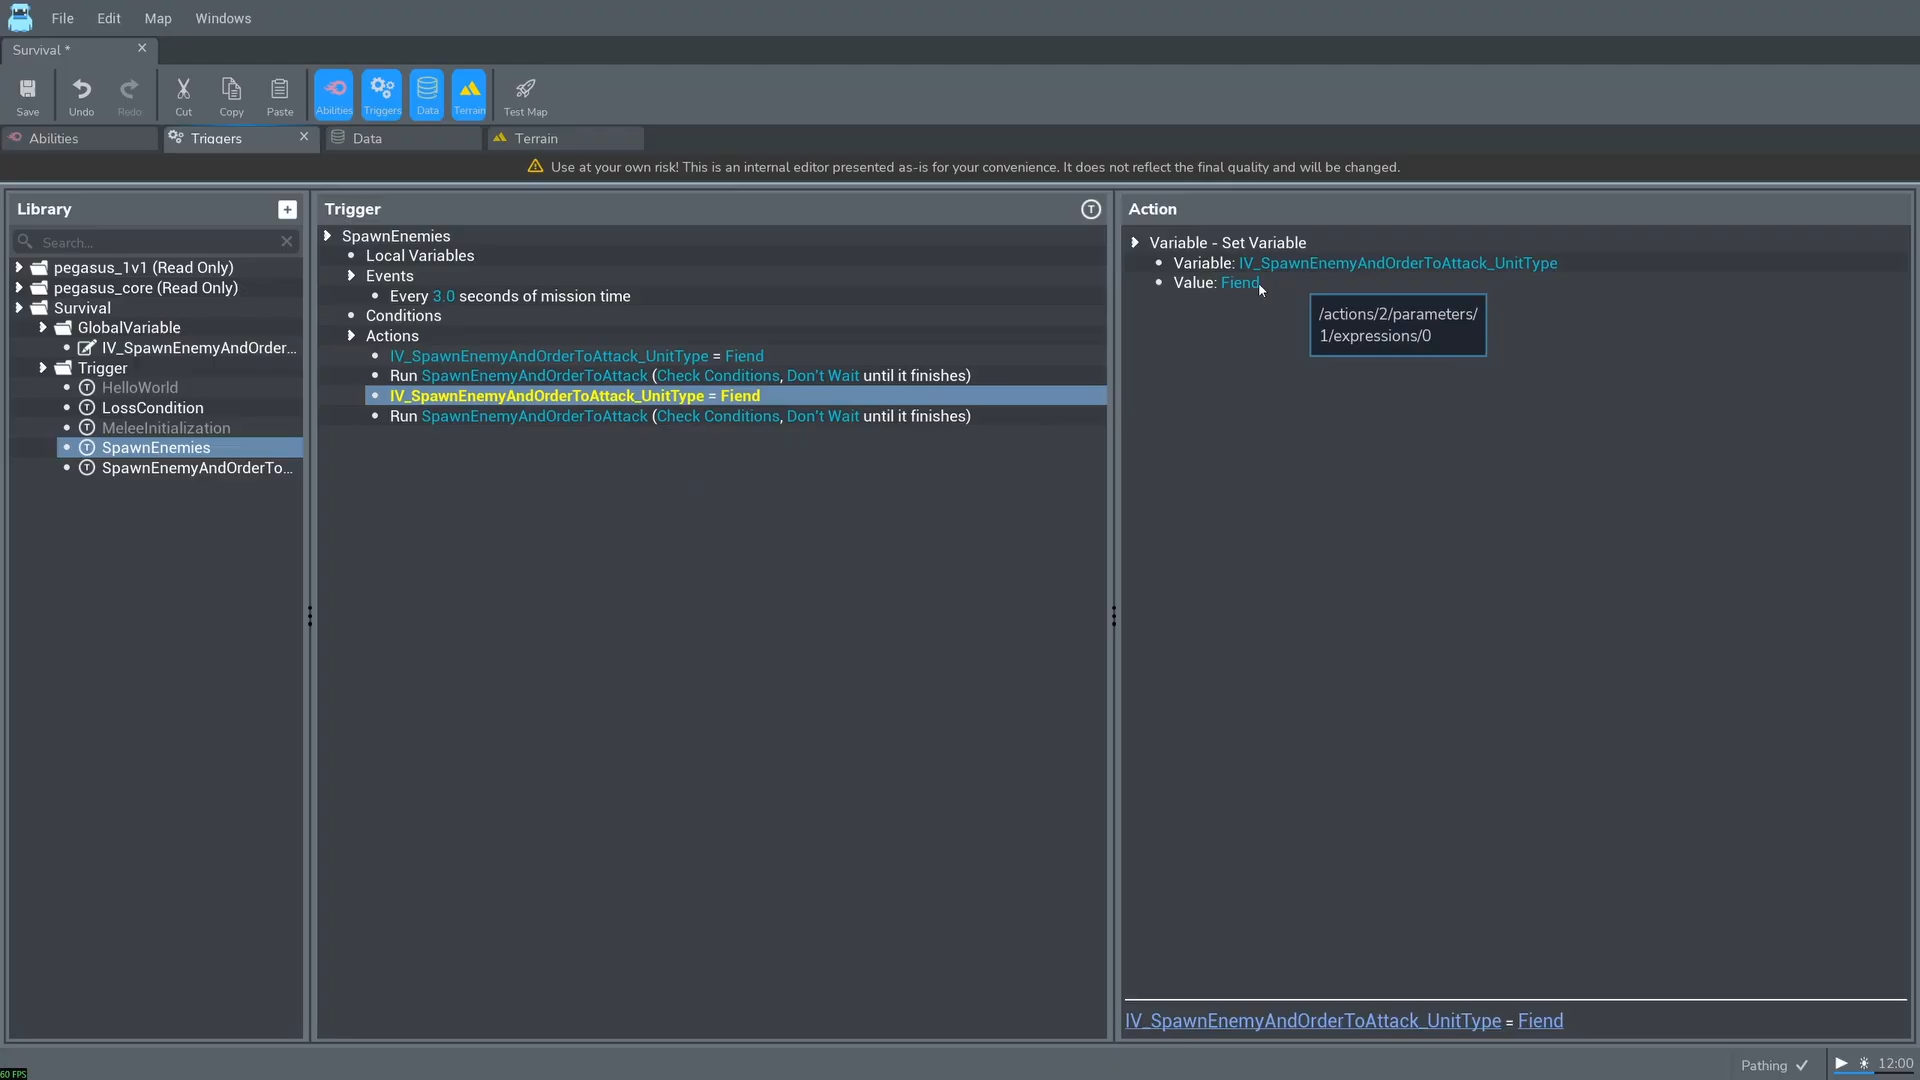 File Edit Map Windows
Survival *
Save Undo Redo Cut Copy Paste Abilities Triggers Data Terrain Test Map
Abilities Triggers Data Terrain
Use at your own risk! This is an internal editor presented as-is for your convenience. It does not reflect the final quality and will be changed.
Library
Search...
pegasus_1v1 (Read Only)
pegasus_core (Read Only)
Survival
GlobalVariable
IV_SpawnEnemyAndOrder...
Trigger
HelloWorld
LossCondition
MeleeInitialization
SpawnEnemies
SpawnEnemyAndOrderTo...
Trigger
SpawnEnemies
Local Variables
Events
Every 3.0 seconds of mission time
Conditions
Actions
IV_SpawnEnemyAndOrderToAttack_UnitType = Fiend
Run SpawnEnemyAndOrderToAttack (Check Conditions, Don't Wait until it finishes)
IV_SpawnEnemyAndOrderToAttack_UnitType = Fiend
Run SpawnEnemyAndOrderToAttack (Check Conditions, Don't Wait until it finishes)
Action
Variable - Set Variable
Variable: IV_SpawnEnemyAndOrderToAttack_UnitType
Value: Fiend
/actions/2/parameters/
1/expressions/0
IV_SpawnEnemyAndOrderToAttack_UnitType = Fiend
Pathing 12:00
60 FPS